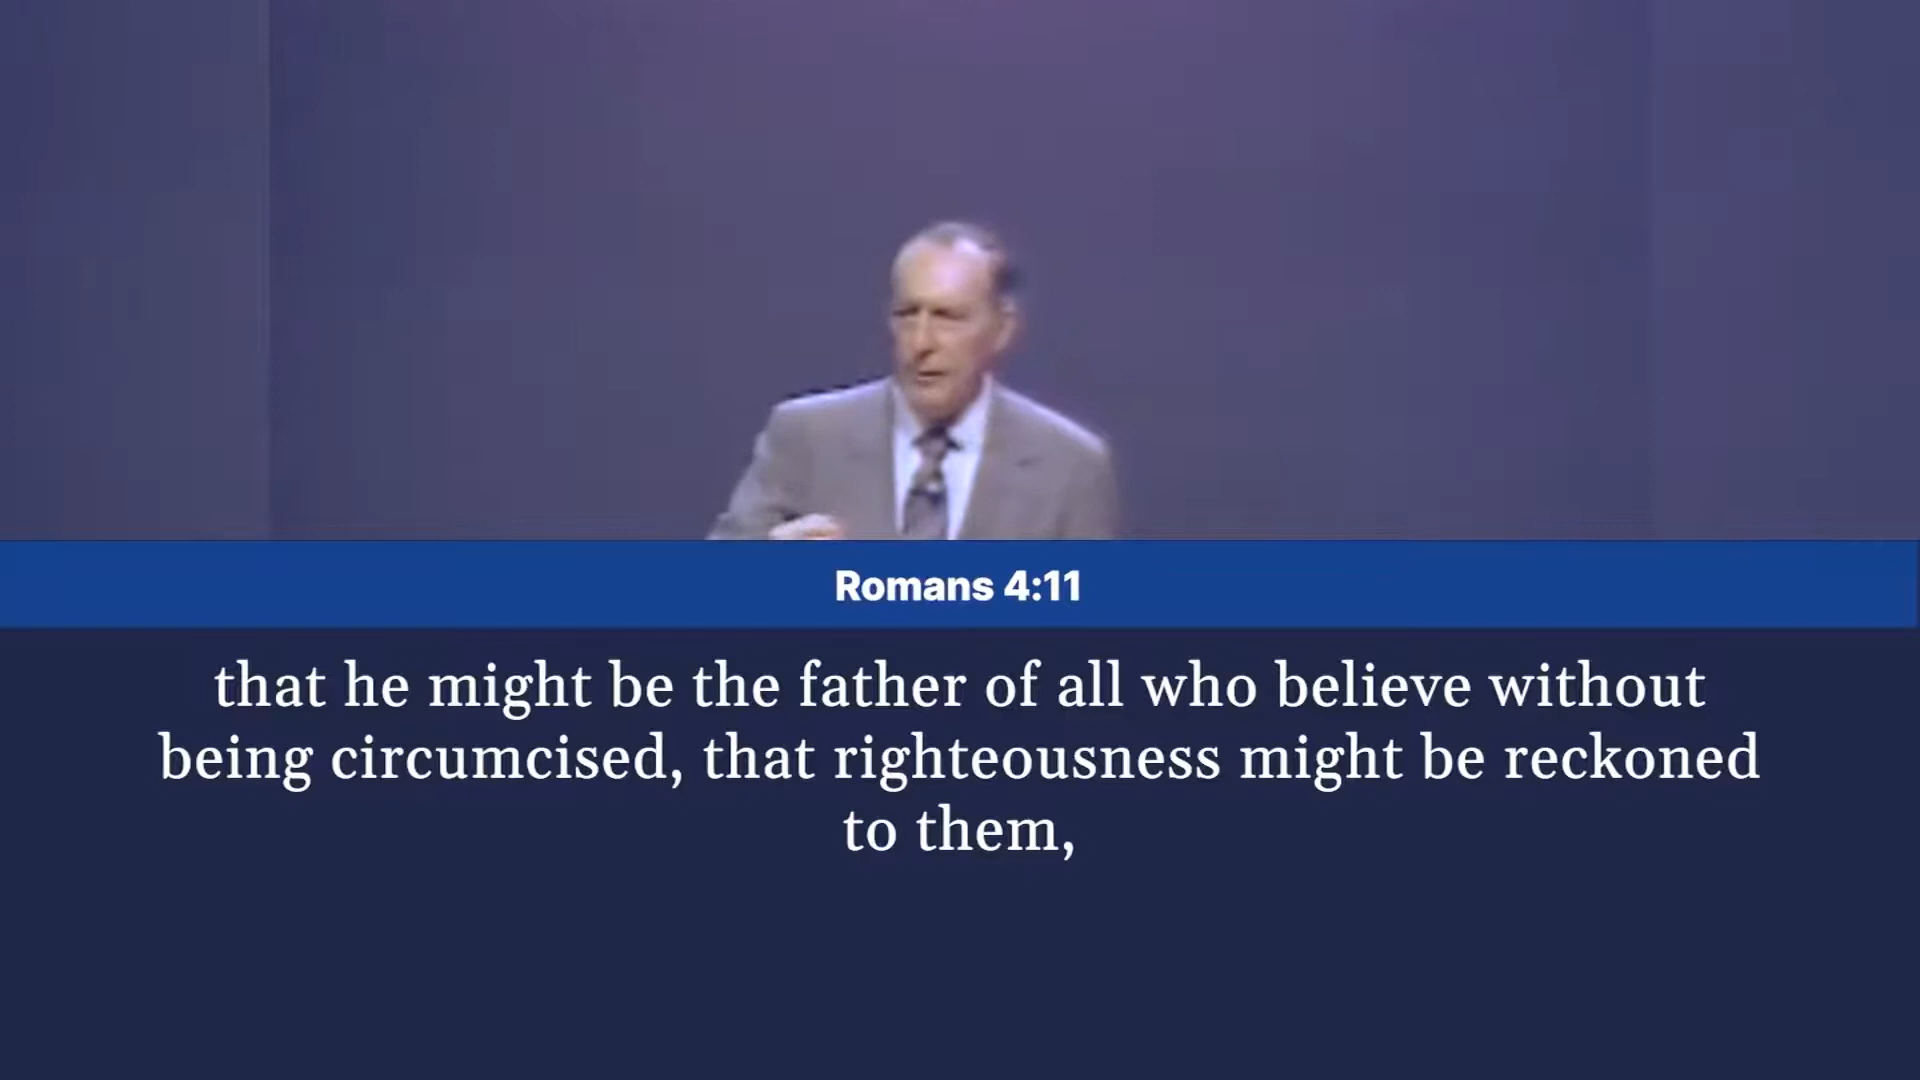 Romans 4:11
that he might be the father of all who believe without
being circumcised, that righteousness might be reckoned
to them,